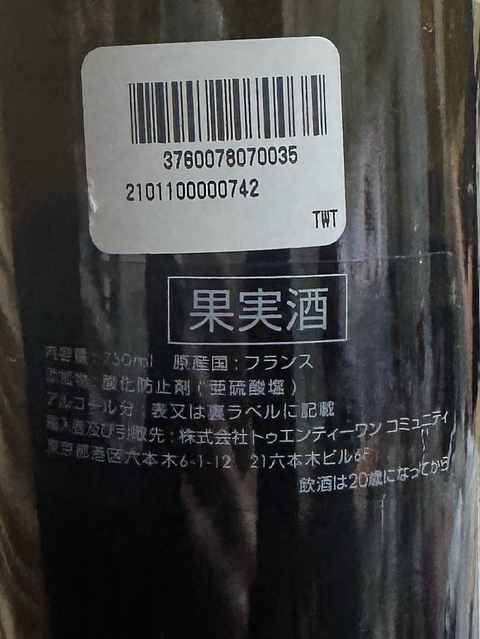 3760078070035
2101100000742
TWT
果実酒
内容量:750ml 原産国:フランス
添加物:酸化防止剤(亜硫酸塩)
アルコール分:表又は裏ラベルに記載
輸入者及び引取先:株式会社トゥエンティーワン コミュニティ
東京都港区六本木6-1-12 21六本木ビル6F
飲酒は20歳になってから